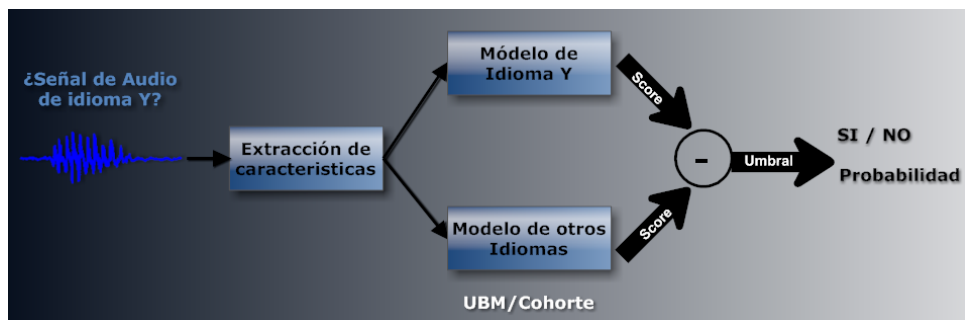 ¿Señal de Audio
de idioma Y?
Extracción de
caracteristicas
Módelo de
Idioma Y
Modelo de otros
Idiomas
UBM/Cohorte
Score
Score
-
Umbral
SI / NO
Probabilidad